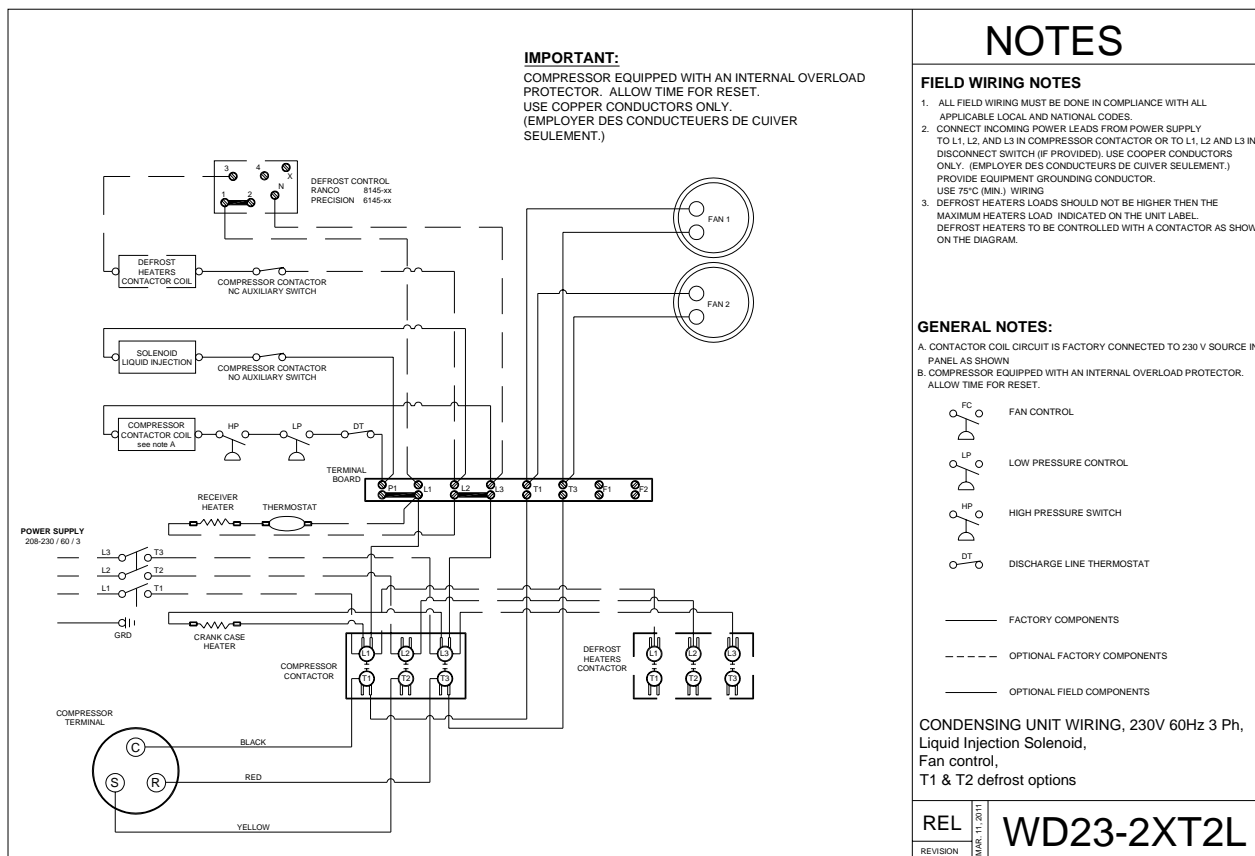 IMPORTANT:
COMPRESSOR EQUIPPED WITH AN INTERNAL OVERLOAD
PROTECTOR. ALLOW TIME FOR RESET.
USE COPPER CONDUCTORS ONLY.
(EMPLOYER DES CONDUCTEUERS DE CUIVER
SEULEMENT.)
3 4 X
N
1 2
DEFROST CONTROL
RANCO 8145-xx
PRECISION 6145-xx
DEFROST
HEATERS
CONTACTOR COIL
COMPRESSOR CONTACTOR
NC AUXILIARY SWITCH
SOLENOID
LIQUID INJECTION
COMPRESSOR CONTACTOR
NO AUXILIARY SWITCH
COMPRESSOR
CONTACTOR COIL
see note A
HP LP DT
FAN 1
FAN 2
TERMINAL
BOARD
P1 L1 L2 L3 T1 T3 F1 F2
RECEIVER
HEATER
THERMOSTAT
POWER SUPPLY
208-230 / 60 / 3
L3 T3
L2 T2
L1 T1
GRD
CRANK CASE
HEATER
COMPRESSOR
CONTACTOR
L1 L2 L3
T1 T2 T3
DEFROST
HEATERS
CONTACTOR
L1 L2 L3
T1 T2 T3
COMPRESSOR
TERMINAL
C
S R
BLACK
RED
YELLOW
NOTES
FIELD WIRING NOTES
1. ALL FIELD WIRING MUST BE DONE IN COMPLIANCE WITH ALL
APPLICABLE LOCAL AND NATIONAL CODES.
2. CONNECT INCOMING POWER LEADS FROM POWER SUPPLY
TO L1, L2, AND L3 IN COMPRESSOR CONTACTOR OR TO L1, L2 AND L3 IN
DISCONNECT SWITCH (IF PROVIDED). USE COOPER CONDUCTORS
ONLY. (EMPLOYER DES CONDUCTEURS DE CUIVER SEULEMENT.)
PROVIDE EQUIPMENT GROUNDING CONDUCTOR.
USE 75°C (MIN.) WIRING
3. DEFROST HEATERS LOADS SHOULD NOT BE HIGHER THEN THE
MAXIMUM HEATERS LOAD INDICATED ON THE UNIT LABEL.
DEFROST HEATERS TO BE CONTROLLED WITH A CONTACTOR AS SHOW
ON THE DIAGRAM.
GENERAL NOTES:
A. CONTACTOR COIL CIRCUIT IS FACTORY CONNECTED TO 230 V SOURCE IN
PANEL AS SHOWN
B. COMPRESSOR EQUIPPED WITH AN INTERNAL OVERLOAD PROTECTOR.
ALLOW TIME FOR RESET.
FC FAN CONTROL
LP LOW PRESSURE CONTROL
HP HIGH PRESSURE SWITCH
DT DISCHARGE LINE THERMOSTAT
FACTORY COMPONENTS
OPTIONAL FACTORY COMPONENTS
OPTIONAL FIELD COMPONENTS
CONDENSING UNIT WIRING, 230V 60Hz 3 Ph,
Liquid Injection Solenoid,
Fan control,
T1 & T2 defrost options
REL
REVISION
MAR. 11, 2011
WD23-2XT2L